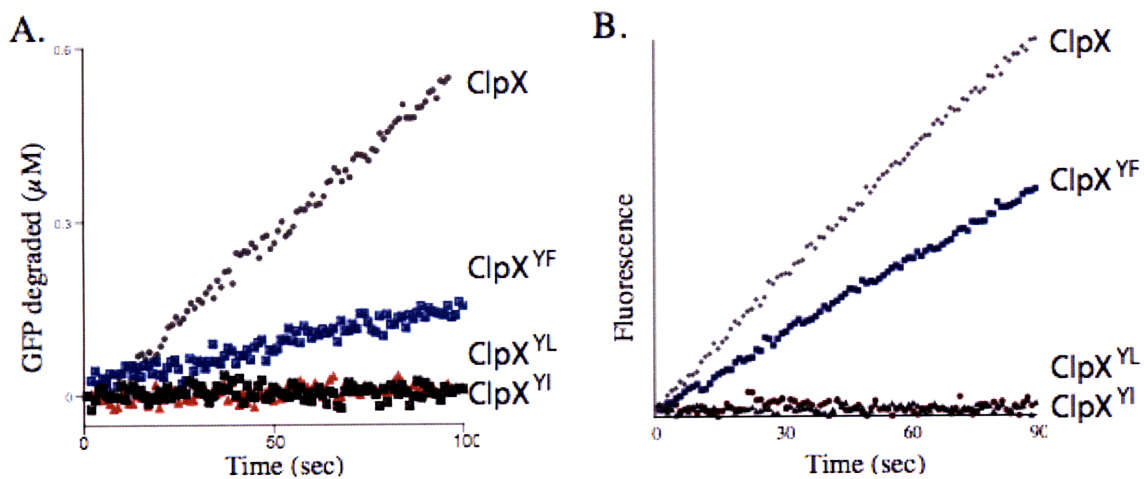 A.
GFP degraded (μM)
0.6
0.3
0
ClpX
ClpX YF
ClpX YL
ClpX YI
0
50
100
Time (sec)
B.
Fluorescence
ClpX
ClpX YF
ClpX YL
ClpX YI
0
30
60
90
Time (sec)